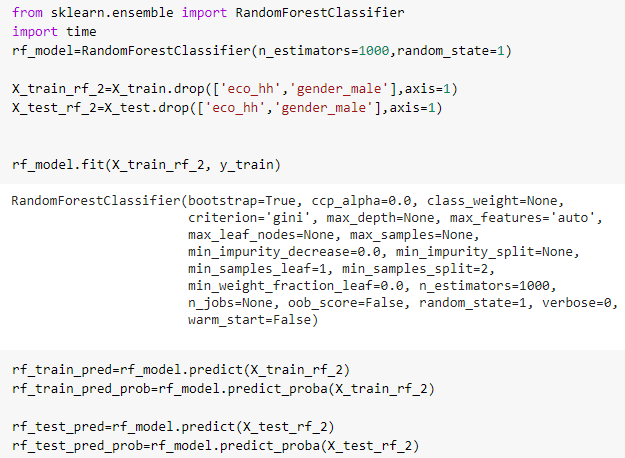 from sklearn.ensemble import RandomForestClassifier
import time
rf_model=RandomForestClassifier(n_estimators=1000,random_state=1)
X_train_rf_2=X_train.drop(['eco_hh','gender_male'],axis=1)
X_test_rf_2=X_test.drop(['eco_hh','gender_male'],axis=1)
rf_model.fit(X_train_rf_2, y_train)
RandomForestClassifier(bootstrap=True, ccp_alpha=0.0, class_weight=None,
criterion='gini', max_depth=None, max_features='auto',
max_leaf_nodes=None, max_samples=None,
min_impurity_decrease=0.0, min_impurity_split=None,
min_samples_leaf=1, min_samples_split=2,
min_weight_fraction_leaf=0.0, n_estimators=1000,
n_jobs=None, oob_score=False, random_state=1, verbose=0,
warm_start=False)
rf_train_pred=rf_model.predict(X_train_rf_2)
rf_train_pred_prob=rf_model.predict_proba(X_train_rf_2)
rf_test_pred=rf_model.predict(X_test_rf_2)
rf_test_pred_prob=rf_model.predict_proba(X_test_rf_2)